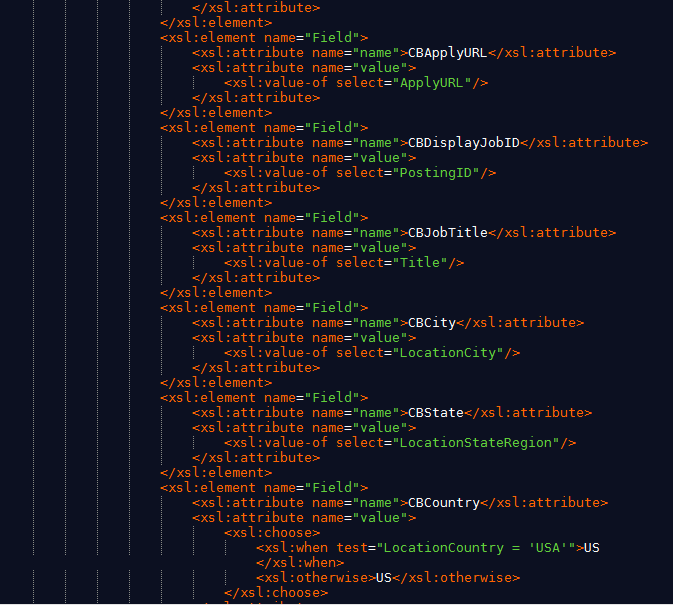 </xsl:attribute>
</xsl:element>
<xsl:element name="Field">
<xsl:attribute name="name">CBApplyURL</xsl:attribute>
<xsl:attribute name="value">
<xsl:value-of select="ApplyURL"/>
</xsl:attribute>
</xsl:element>
<xsl:element name="Field">
<xsl:attribute name="name">CBDisplayJobID</xsl:attribute>
<xsl:attribute name="value">
<xsl:value-of select="PostingID"/>
</xsl:attribute>
</xsl:element>
<xsl:element name="Field">
<xsl:attribute name="name">CBJobTitle</xsl:attribute>
<xsl:attribute name="value">
<xsl:value-of select="Title"/>
</xsl:attribute>
</xsl:element>
<xsl:element name="Field">
<xsl:attribute name="name">CBCity</xsl:attribute>
<xsl:attribute name="value">
<xsl:value-of select="LocationCity"/>
</xsl:attribute>
</xsl:element>
<xsl:element name="Field">
<xsl:attribute name="name">CBState</xsl:attribute>
<xsl:attribute name="value">
<xsl:value-of select="LocationStateRegion"/>
</xsl:attribute>
</xsl:element>
<xsl:element name="Field">
<xsl:attribute name="name">CBCountry</xsl:attribute>
<xsl:attribute name="value">
<xsl:choose>
<xsl:when test="LocationCountry = 'USA'">US
</xsl:when>
<xsl:otherwise>US</xsl:otherwise>
</xsl:choose>